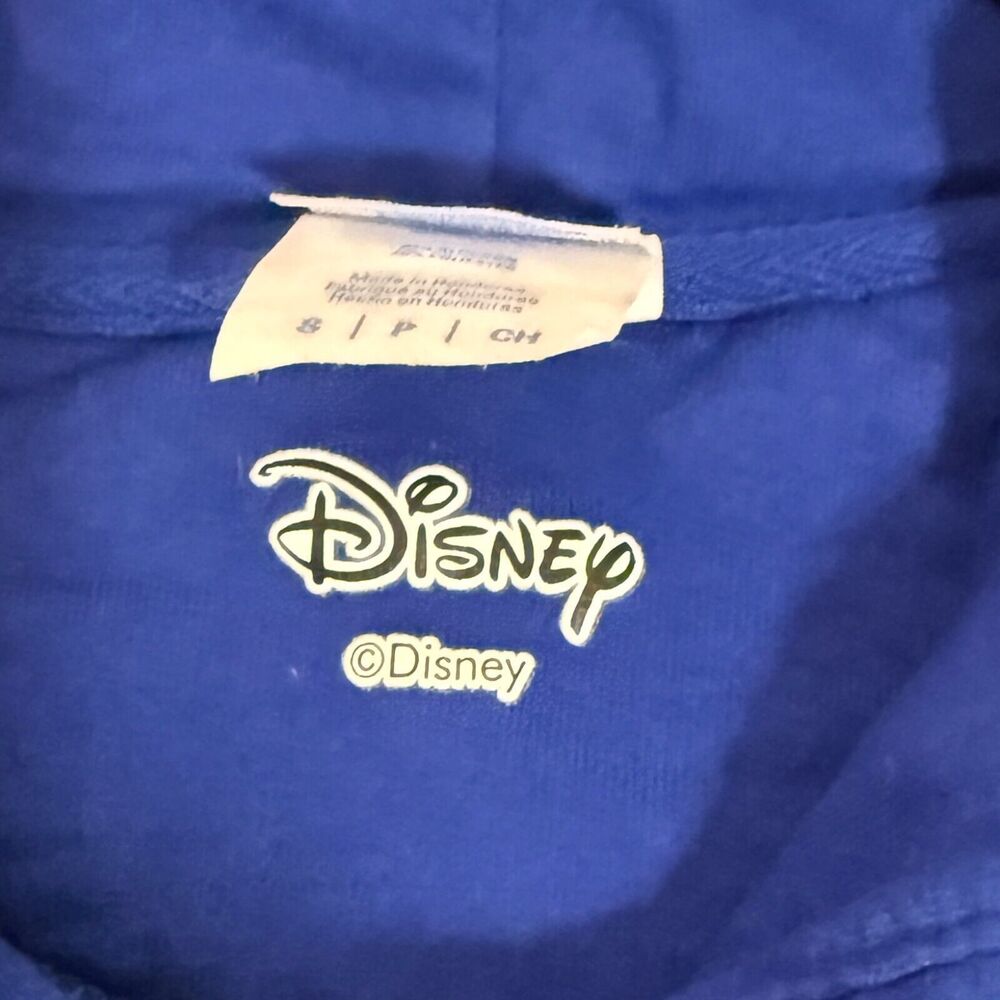 Made in Honduras
Fabriqué au Honduras
Hecho en Honduras
S | P | CH
Disney
©Disney